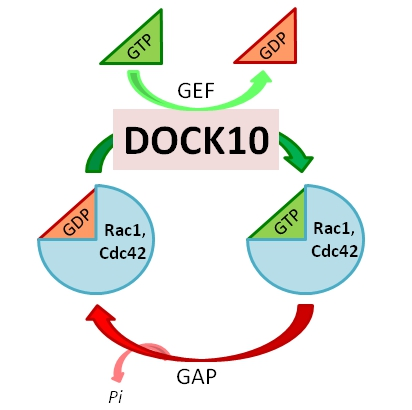 GTP
GDP
GEF
DOCK10
GDP
Rac1,
Cdc42
GTP
Rac1,
Cdc42
GAP
Pi